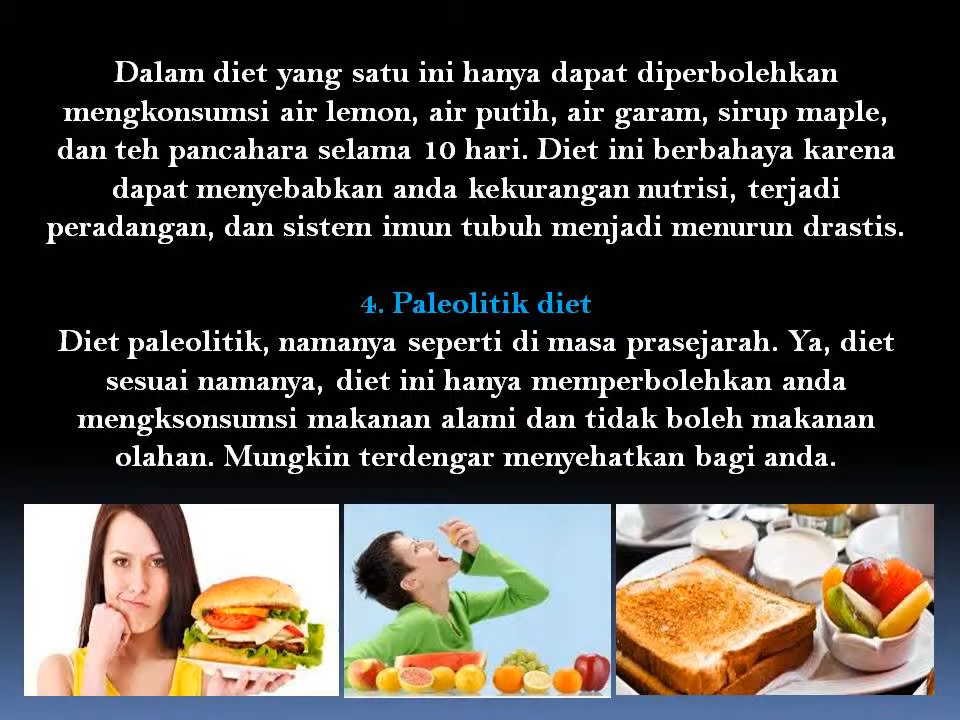 Dalam diet yang satu ini hanya dapat diperbolehkan
mengkonsumsi air lemon, air putih, air garam, sirup maple,
dan teh pancahara selama 10 hari. Diet ini berbahaya karena
dapat menyebabkan anda kekurangan nutrisi, terjadi
peradangan, dan sistem imun tubuh menjadi menurun drastis.
4. Paleolitik diet
Diet paleolitik, namanya seperti di masa prasejarah. Ya, diet
sesuai namanya, diet ini hanya memperbolehkan anda
mengksonsumsi makanan alami dan tidak boleh makanan
olahan. Mungkin terdengar menyehatkan bagi anda.